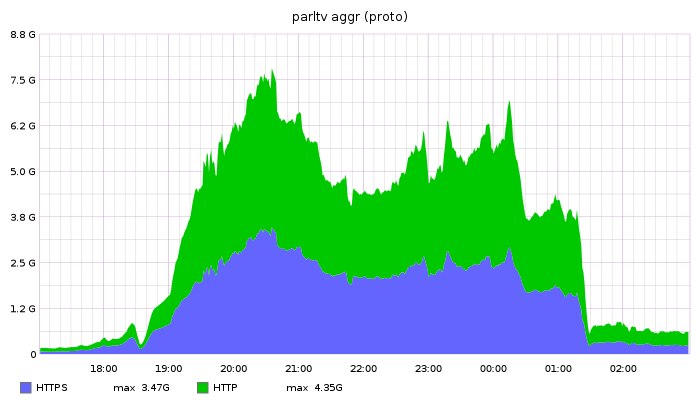 parltv aggr (proto)
8.8 G
7.5 G
6.2 G
5.0 G
3.8 G
2.5 G
1.2 G
0
18:00 19:00 20:00 21:00 22:00 23:00 00:00 01:00 02:00
HTTPS max 3.47G HTTP max 4.35G